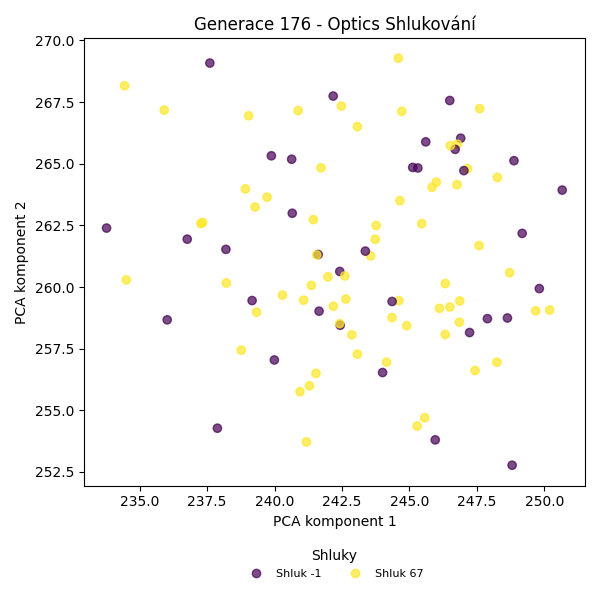 Generace 176 - Optics Shlukování
270.0
267.5
265.0
262.5
260.0
257.5
255.0
252.5
PCA komponent 2
235.0 237.5 240.0 242.5 245.0 247.5 250.0
PCA komponent 1
Shluky
Shluk -1 Shluk 67